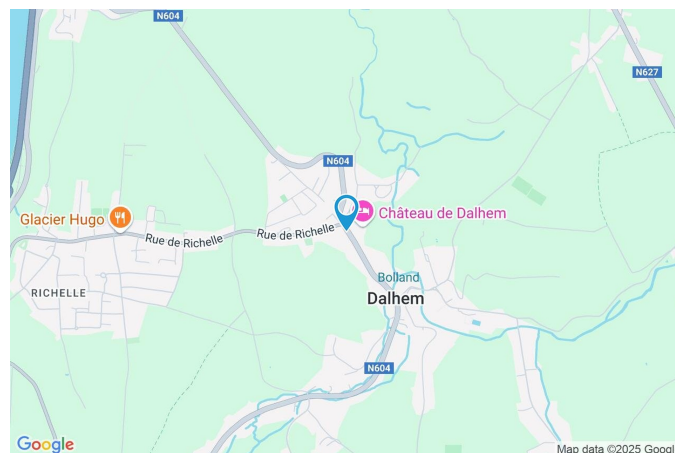 N604
N627
N604
Château de Dalhem
Glacier Hugo
Rue de Richelle
Rue de Richelle
Bolland
RICHELLE
Dalhem
N604
Google
Map data ©2025 Googl